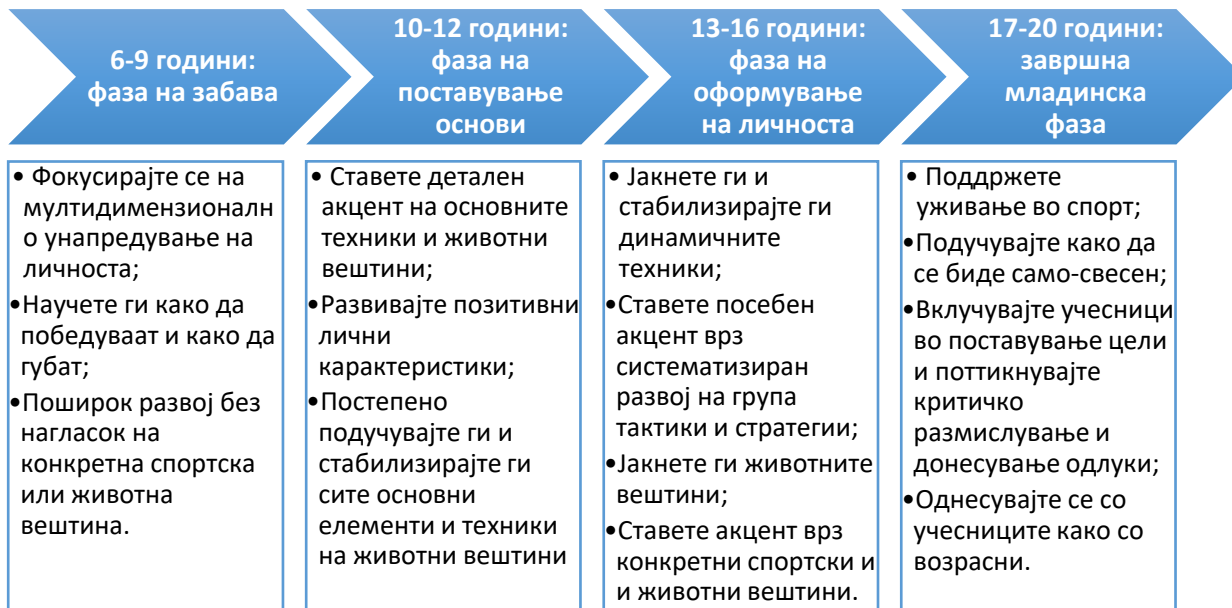 6-9 години:
фаза на забава
10-12 години:
фаза на
поставување
основи
13-16 години:
фаза на
оформување
на личноста
17-20 години:
завршна
младинска
фаза
• Фокусирајте се на
мултидимензионалн
о унапредување на
личноста;
•Научете ги како да
победуваат и како да
губат;
•Поширок развој без
нагласок на
конкретна спортска
или животна
вештина.
• Ставете детален
акцент на основните
техники и животни
вештини;
•Развивајте позитивни
лични
карактеристики;
•Постепено
подучувајте ги и
стабилизирајте ги
сите основни
елементи и техники
на животни вештини
• Јакнете ги и
стабилизирајте ги
динамичните
техники;
•Ставете посебен
акцент врз
систематизиран
развој на група
тактики и стратегии;
•Јакнете ги животните
вештини;
•Ставете акцент врз
конкретни спортски и
и животни вештини.
• Поддржете
уживање во спорт;
•Подучувајте како да
се биде само-свесен;
•Вклучувајте учесници
во поставување цели
и поттикнувајте
критичко
размислување и
донесување одлуки;
•Однесувајте се со
учесниците како со
возрасни.